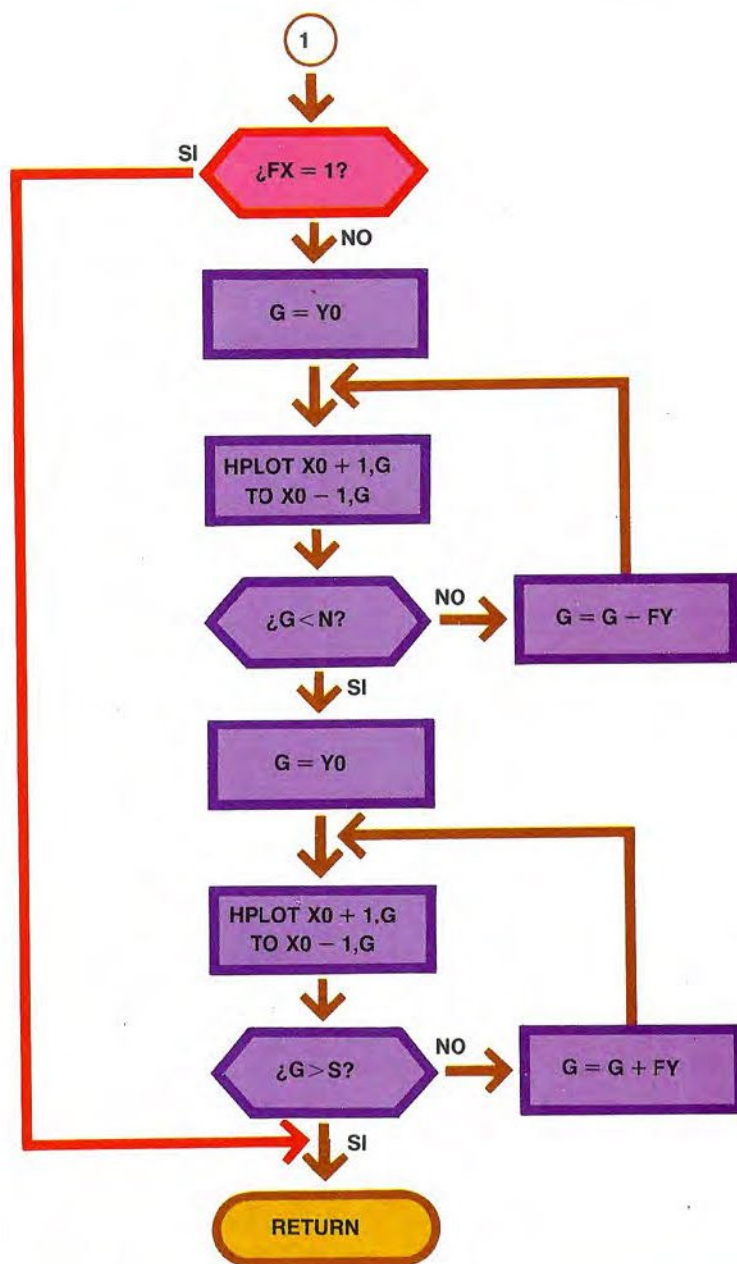 1
SI
¿FX = 1?
NO
G = Y0
HPLOT X0 + 1,G
TO X0 − 1,G
¿G < N?
NO
G = G − FY
SI
G = Y0
HPLOT X0 + 1,G
TO X0 − 1,G
¿G > S?
NO
G = G + FY
SI
RETURN